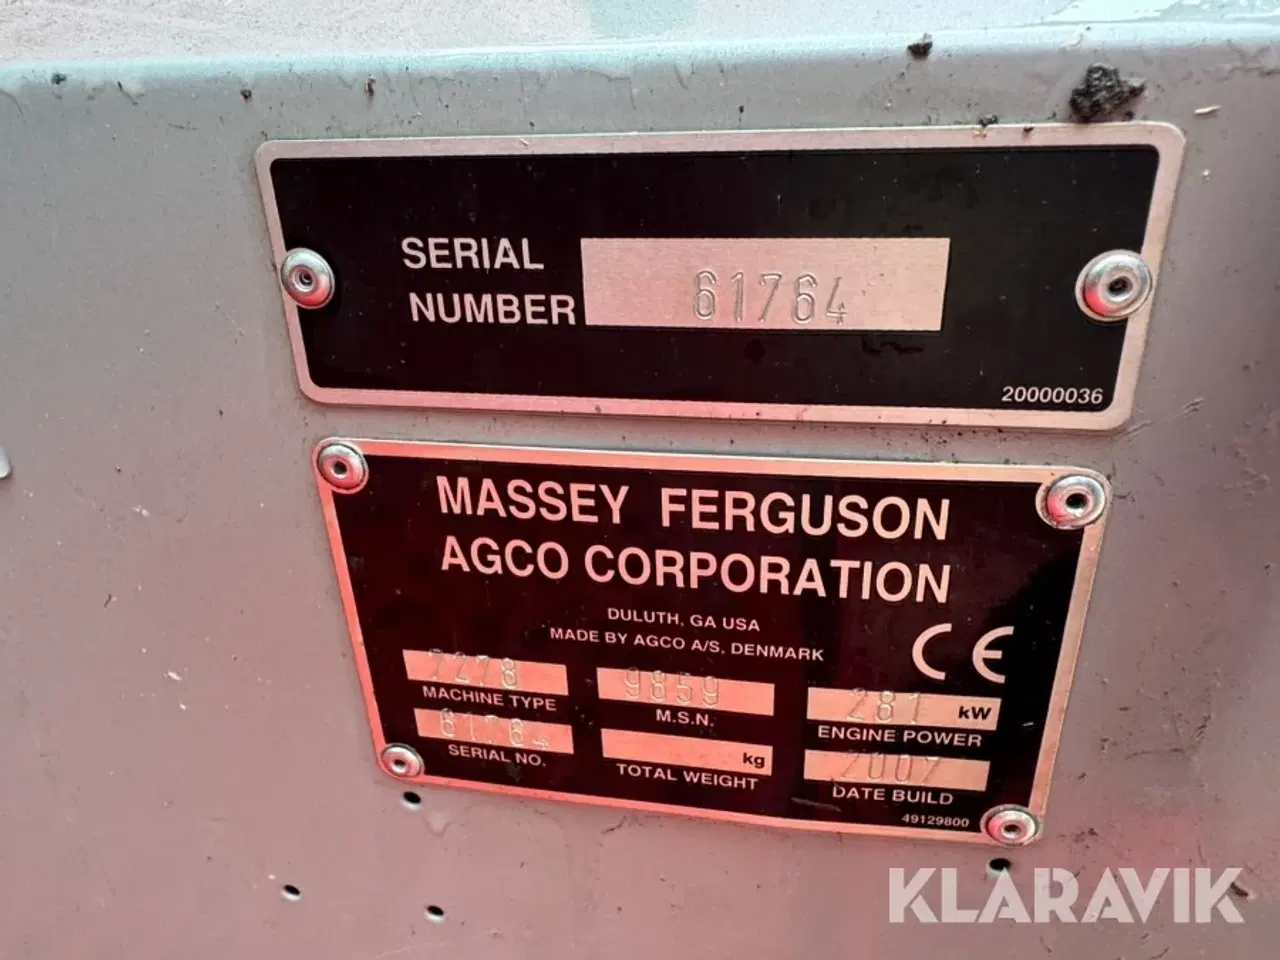 SERIAL
NUMBER
61764
20000036
MASSEY FERGUSON
AGCO CORPORATION
DULUTH, GA USA
MADE BY AGCO A/S, DENMARK
CE
7278
MACHINE TYPE
9859
M.S.N.
281 kW
ENGINE POWER
61764
SERIAL NO.
kg
TOTAL WEIGHT
2007
DATE BUILD
49129800
KLARAVIK